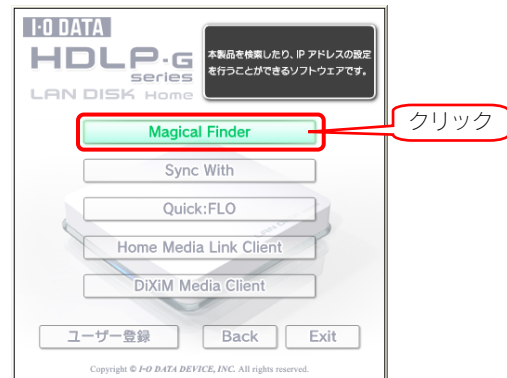 I·O DATA
HDLP-G
series
LAN DISK Home
本製品を検索したり、IP アドレスの設定
を行うことができるソフトウェアです。
Magical Finder
クリック
Sync With
Quick:FLO
Home Media Link Client
DiXiM Media Client
ユーザー登録
Back
Exit
Copyright © I-O DATA DEVICE, INC. All rights reserved.